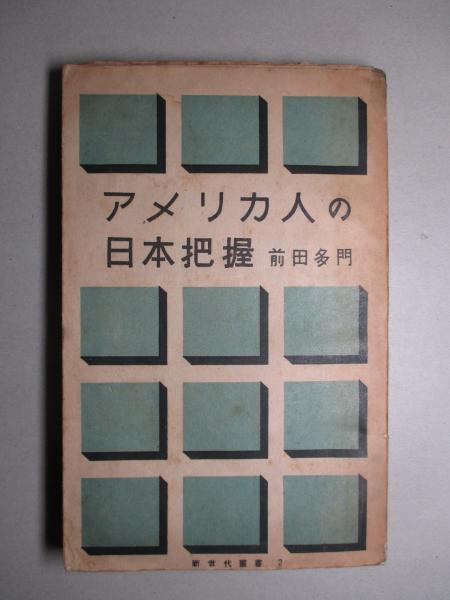 アメリカ人の
日本把握 前田多門
新世代叢書 2